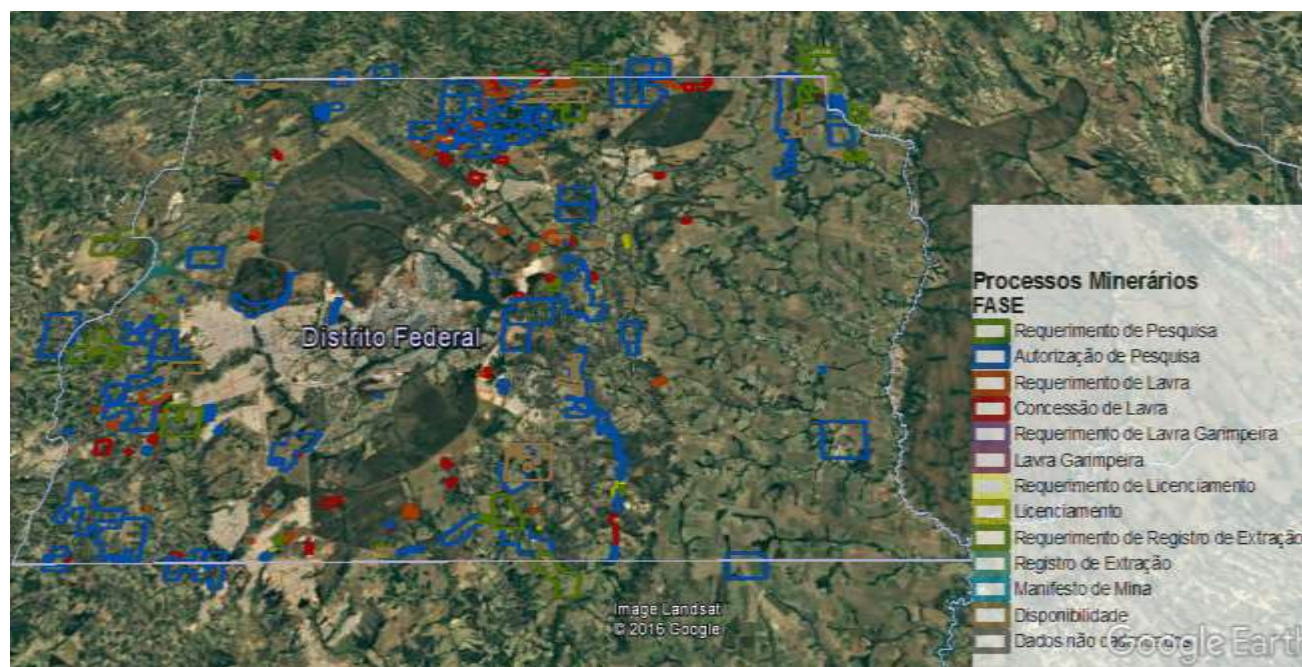 Distrito Federal
Image Landsat
© 2016 Google
Processos Minerários
FASE
Requerimento de Pesquisa
Autorização de Pesquisa
Requerimento de Lavra
Concessão de Lavra
Requerimento de Lavra Garimpeira
Lavra Garimpeira
Requerimento de Licenciamento
Licenciamento
Requerimento de Registro de Extração
Registro de Extração
Manifesto de Mina
Disponibilidade
Dados não
Google Earth